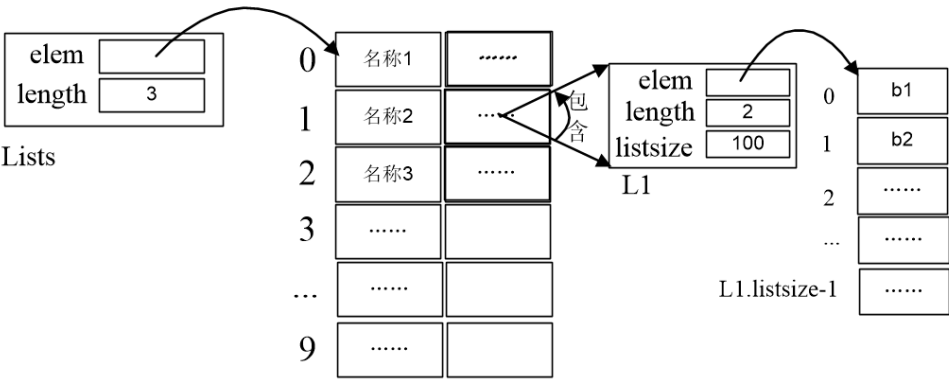 elem
length 3
Lists
0 名称1 ……
1 名称2 ……
2 名称3 ……
3 ……
... ……
9 ……
包含
elem
length 2
listsize 100
L1
0 b1
1 b2
2 ……
... ……
L1.listsize-1 ……